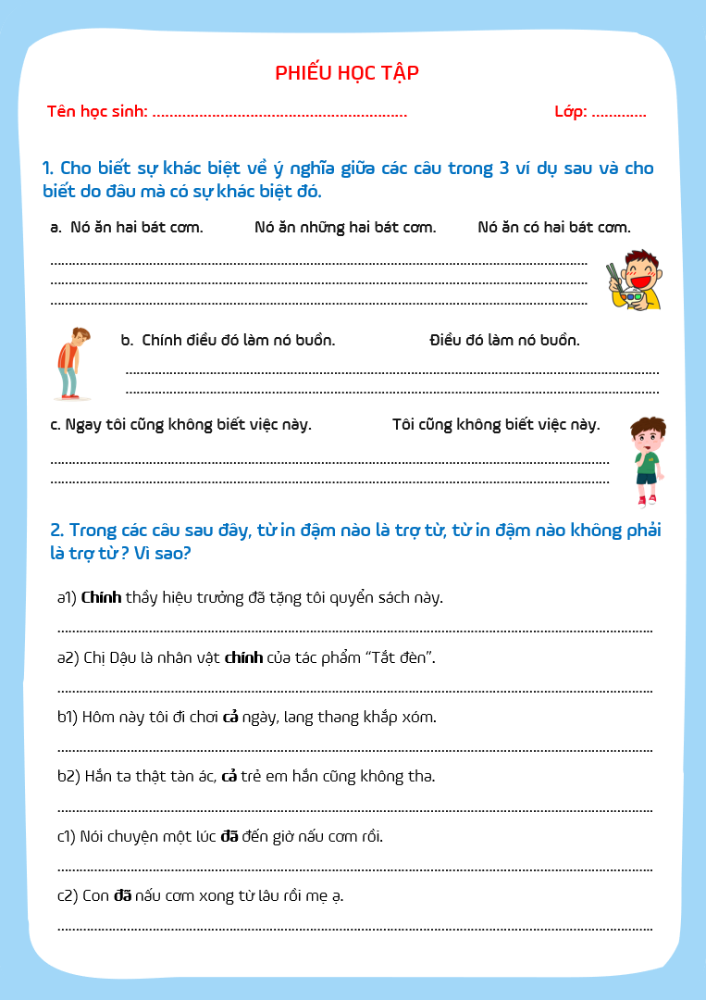 PHIẾU HỌC TẬP
Tên học sinh: ............................................................ Lớp: .............
1. Cho biết sự khác biệt về ý nghĩa giữa các câu trong 3 ví dụ sau và cho
biết do đâu mà có sự khác biệt đó.
a. Nó ăn hai bát cơm. Nó ăn những hai bát cơm. Nó ăn có hai bát cơm.
b. Chính điều đó làm nó buồn. Điều đó làm nó buồn.
c. Ngay tôi cũng không biết việc này. Tôi cũng không biết việc này.
2. Trong các câu sau đây, từ in đậm nào là trợ từ, từ in đậm nào không phải
là trợ từ ? Vì sao?
a1) Chính thầy hiệu trưởng đã tặng tôi quyển sách này.
a2) Chị Dậu là nhân vật chính của tác phẩm “Tắt đèn”.
b1) Hôm này tôi đi chơi cả ngày, lang thang khắp xóm.
b2) Hắn ta thật tàn ác, cả trẻ em hắn cũng không tha.
c1) Nói chuyện một lúc đã đến giờ nấu cơm rồi.
c2) Con đã nấu cơm xong từ lâu rồi mẹ ạ.